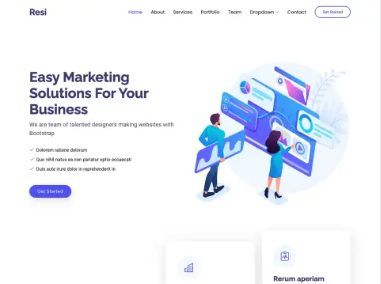 Resi
Home About Services Portfolio Team Dropdown Contact Get Started
Easy Marketing
Solutions For Your
Business
We are team of talented designers making websites with
Bootstrap
Dolorem ratione dolorum
Quo nihil natus ea non pariatur optio occaecati
Duis aute irure dolor in reprehenderit in
Get Started
Rerum aperiam